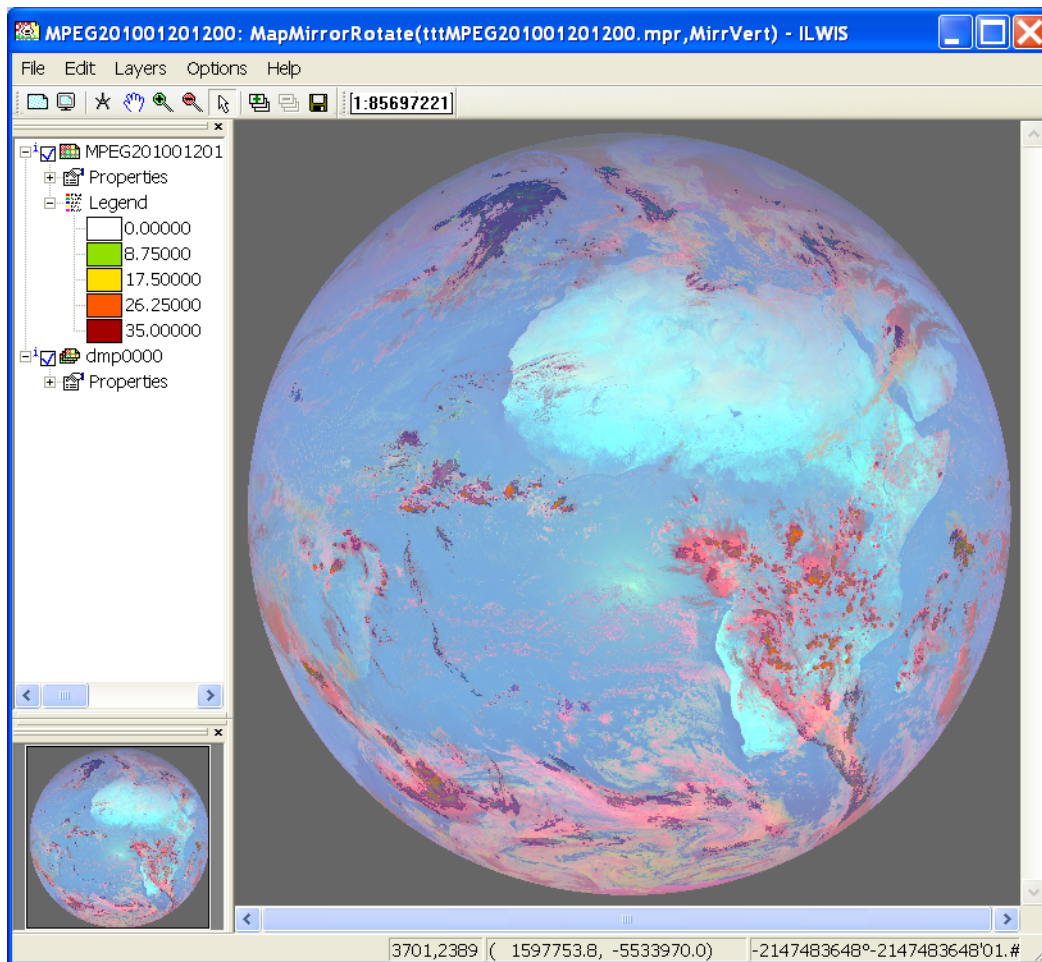 MPEG201001201200: MapMirrorRotate(tttMPEG201001201200.mpr,MirrVert) - ILWIS
File Edit Layers Options Help
[1:85697221]
MPEG201001201
Properties
Legend
0.00000
8.75000
17.50000
26.25000
35.00000
dmp0000
Properties
3701,2389 ( 1597753.8, -5533970.0) -2147483648°-2147483648'01.#